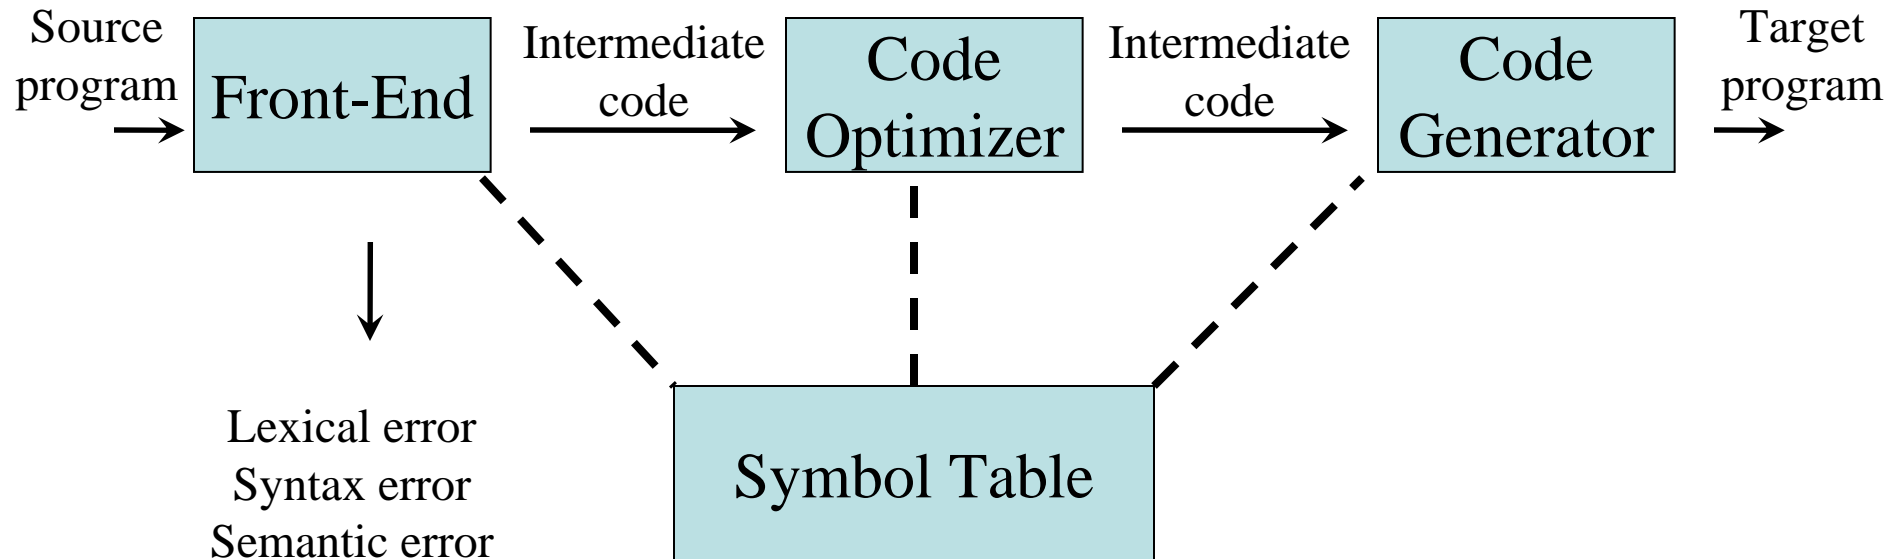 Source
program
Front-End
Intermediate
code
Code
Optimizer
Intermediate
code
Code
Generator
Target
program
Lexical error
Syntax error
Semantic error
Symbol Table